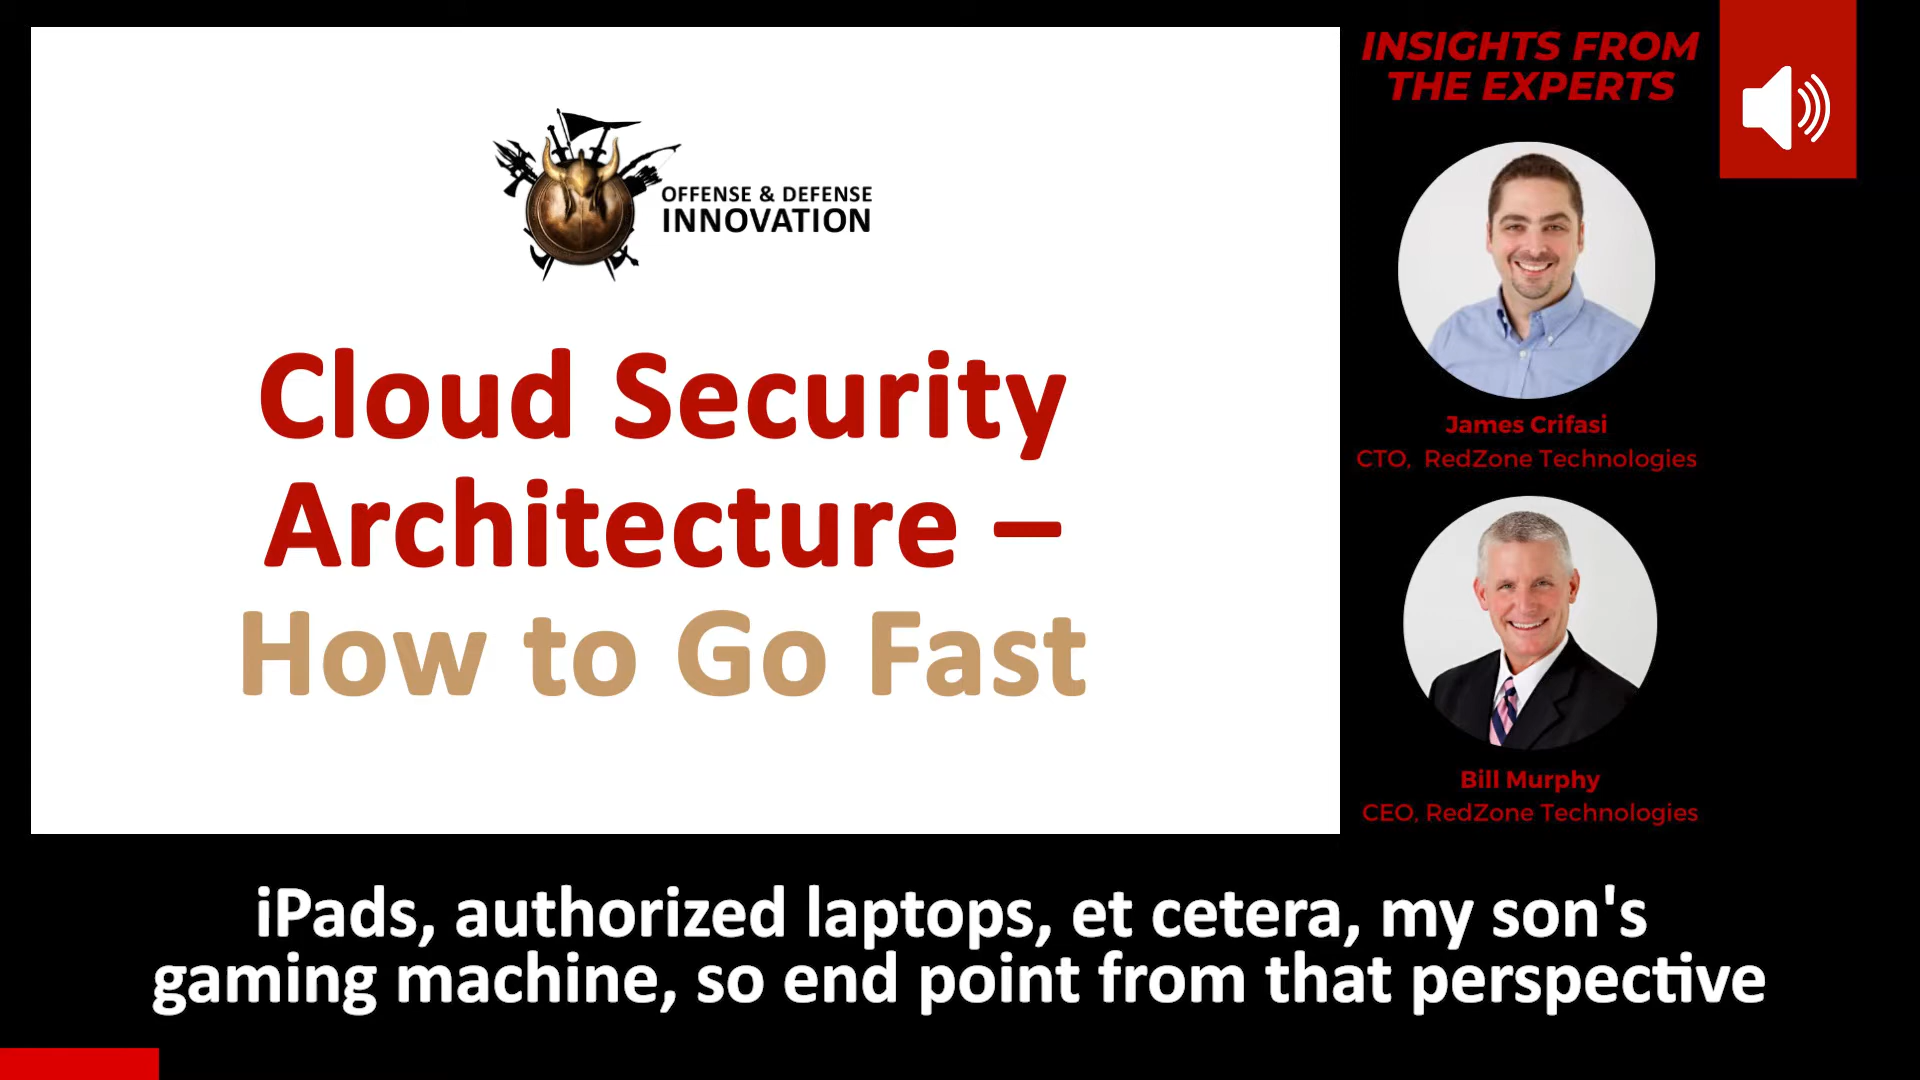 OFFENSE & DEFENSE
INNOVATION
Cloud Security
Architecture –
How to Go Fast
INSIGHTS FROM
THE EXPERTS
James Crifasi
CTO, RedZone Technologies
Bill Murphy
CEO, RedZone Technologies
iPads, authorized laptops, et cetera, my son's
gaming machine, so end point from that perspective